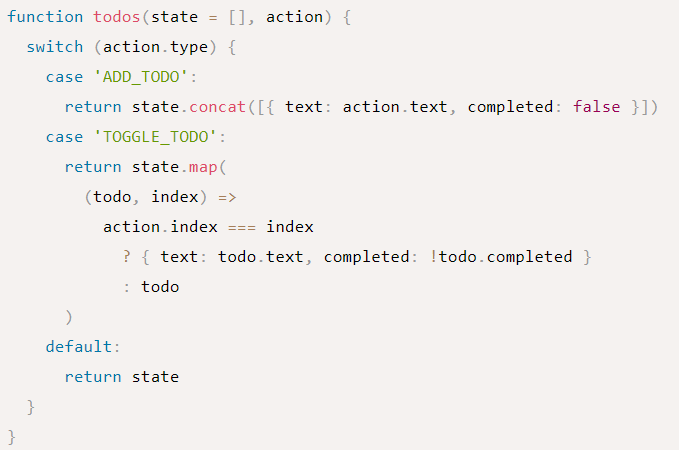 function todos(state = [], action) {
  switch (action.type) {
    case 'ADD_TODO':
      return state.concat([{ text: action.text, completed: false }])
    case 'TOGGLE_TODO':
      return state.map(
        (todo, index) =>
          action.index === index
            ? { text: todo.text, completed: !todo.completed }
            : todo
      )
    default:
      return state
  }
}